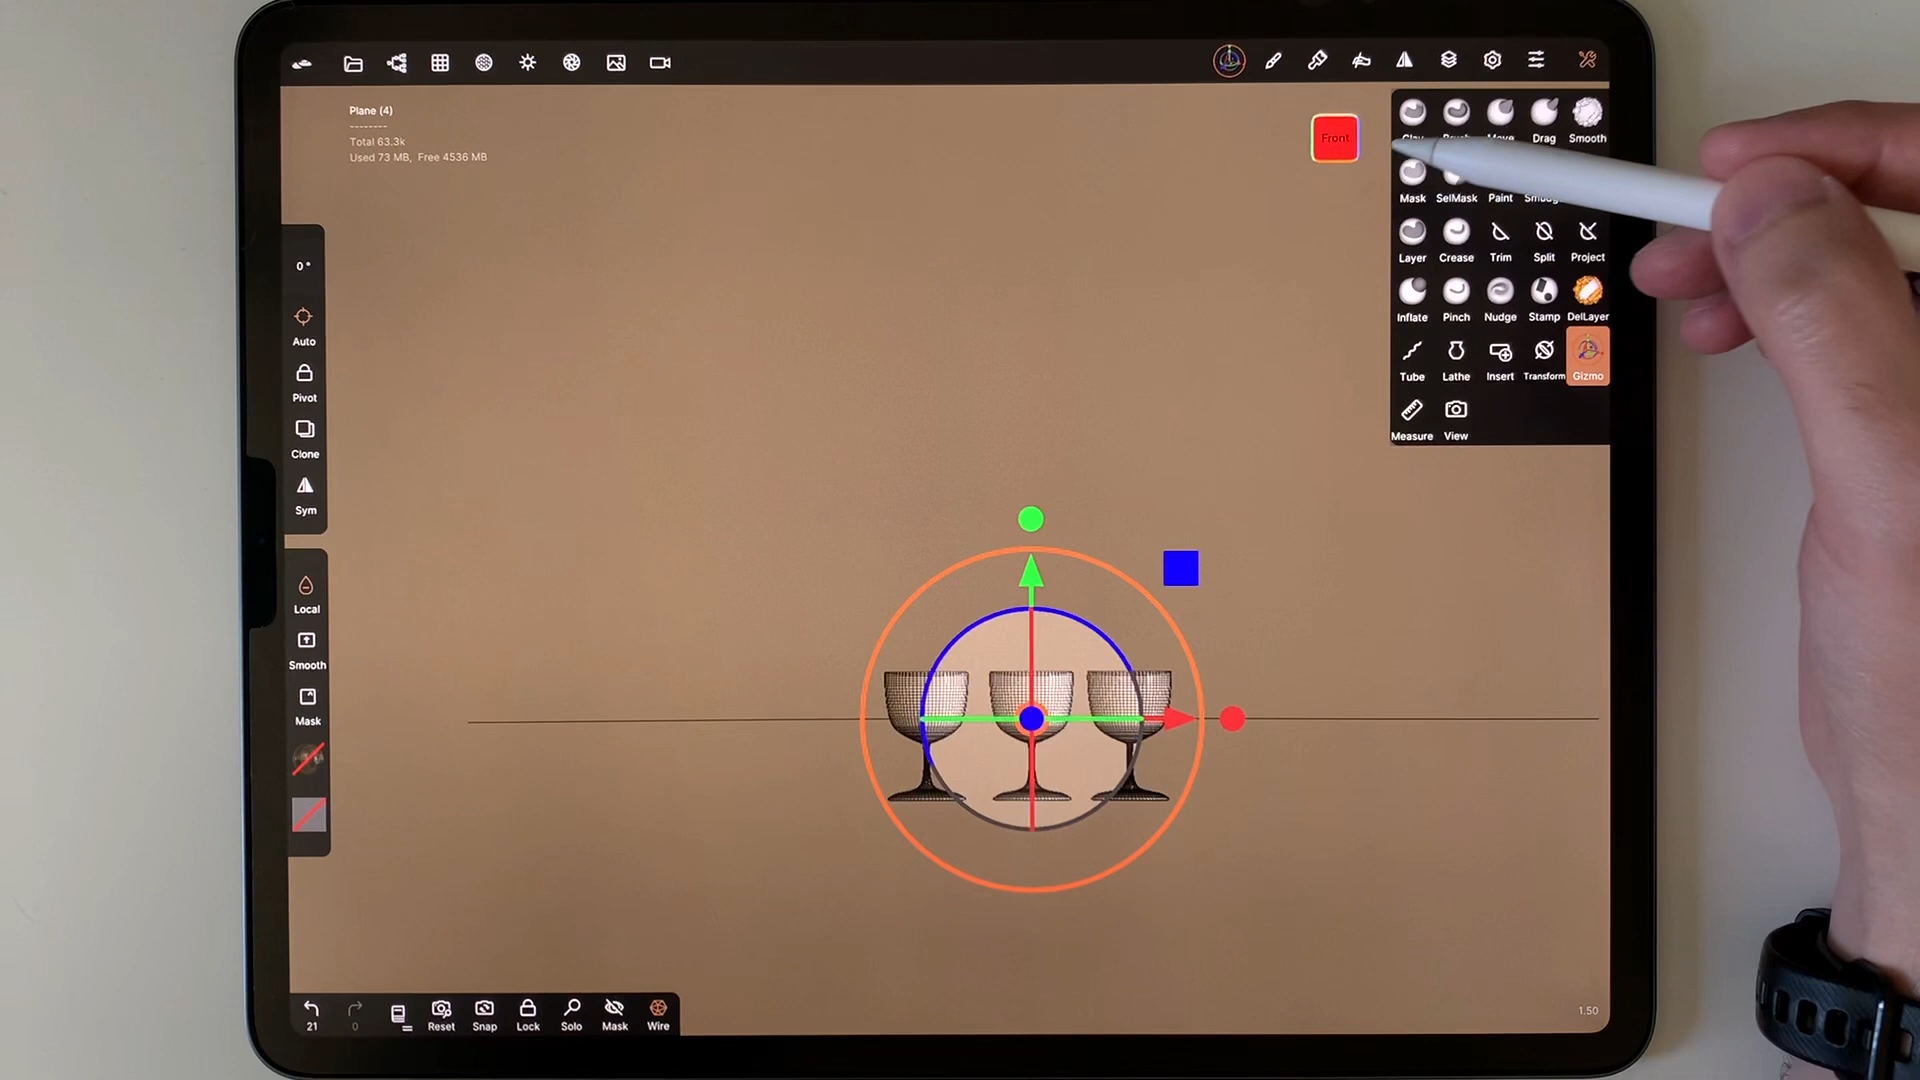 Plane (4)
--------
Total 63.3k
Used 73 MB, Free 4536 MB
Front
Drag Smooth
Mask SelMask Paint
Layer Crease Trim Split Project
Inflate Pinch Nudge Stamp DelLayer
Tube Lathe Insert Transform Gizmo
Measure View
0°
Auto
Pivot
Clone
Sym
Local
Smooth
Mask
21 0 Reset Snap Lock Solo Mask Wire
1.50